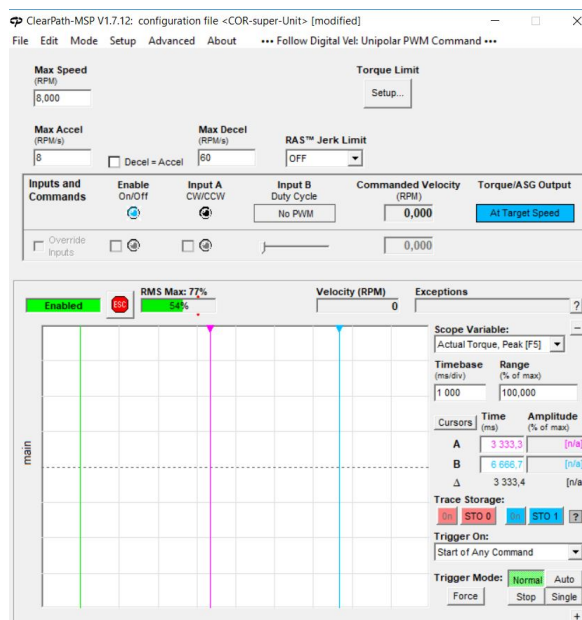 ClearPath-MSP V1.7.12: configuration file <COR-super-Unit> [modified]
File Edit Mode Setup Advanced About ••• Follow Digital Vel: Unipolar PWM Command •••
Max Speed
(RPM)
8,000
Torque Limit
Setup...
Max Accel
(RPM/s)
8
Decel = Accel
Max Decel
(RPM/s)
60
RAS™ Jerk Limit
OFF
Inputs and
Commands
Enable
On/Off
Input A
CW/CCW
Input B
Duty Cycle
No PWM
Commanded Velocity
(RPM)
0,000
Torque/ASG Output
At Target Speed
Override
Inputs
0,000
Enabled
ESC
RMS Max: 77%
54%
Velocity (RPM)
0
Exceptions
?
Scope Variable:
Actual Torque, Peak [F5]
Timebase
(ms/div)
1 000
Range
(% of max)
100,000
Cursors
Time
(ms)
Amplitude
(% of max)
A 3 333,3 [n/a]
B 6 666,7 [n/a]
Δ 3 333,4 [n/a
Trace Storage:
On STO 0 On STO 1 ?
Trigger On:
Start of Any Command
Trigger Mode: Normal Auto
Force Stop Single
main